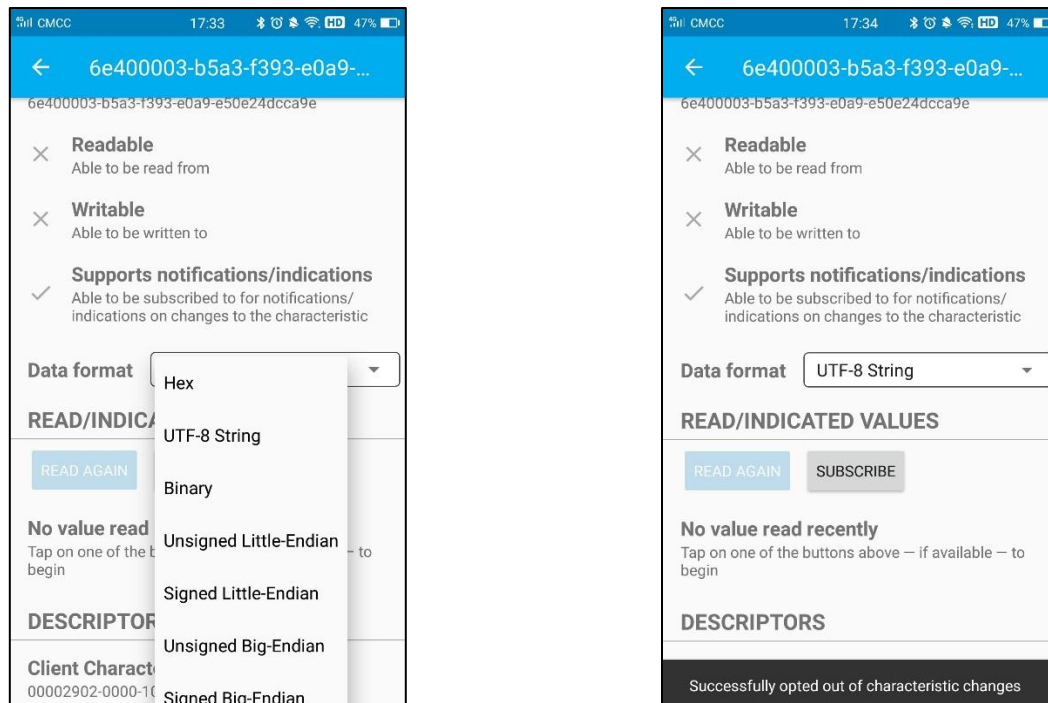 CMCC 17:33 HD 47%
6e400003-b5a3-f393-e0a9-...
6e400003-b5a3-f393-e0a9-e50e24dcca9e
Readable
Able to be read from
Writable
Able to be written to
Supports notifications/indications
Able to be subscribed to for notifications/
indications on changes to the characteristic
Data format
Hex
UTF-8 String
Binary
Unsigned Little-Endian
Signed Little-Endian
Unsigned Big-Endian
Signed Big-Endian
READ/INDICA
READ AGAIN
No value read
Tap on one of the b – to
begin
DESCRIPTOR
Client Charact
00002902-0000-10
CMCC 17:34 HD 47%
6e400003-b5a3-f393-e0a9-...
6e400003-b5a3-f393-e0a9-e50e24dcca9e
Readable
Able to be read from
Writable
Able to be written to
Supports notifications/indications
Able to be subscribed to for notifications/
indications on changes to the characteristic
Data format UTF-8 String
READ/INDICATED VALUES
READ AGAIN SUBSCRIBE
No value read recently
Tap on one of the buttons above — if available — to
begin
DESCRIPTORS
Successfully opted out of characteristic changes